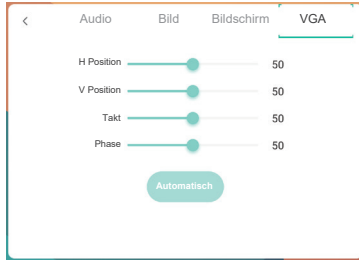 Audio Bild Bildschirm VGA
H Position 50
V Position 50
Takt 50
Phase 50
Automatisch